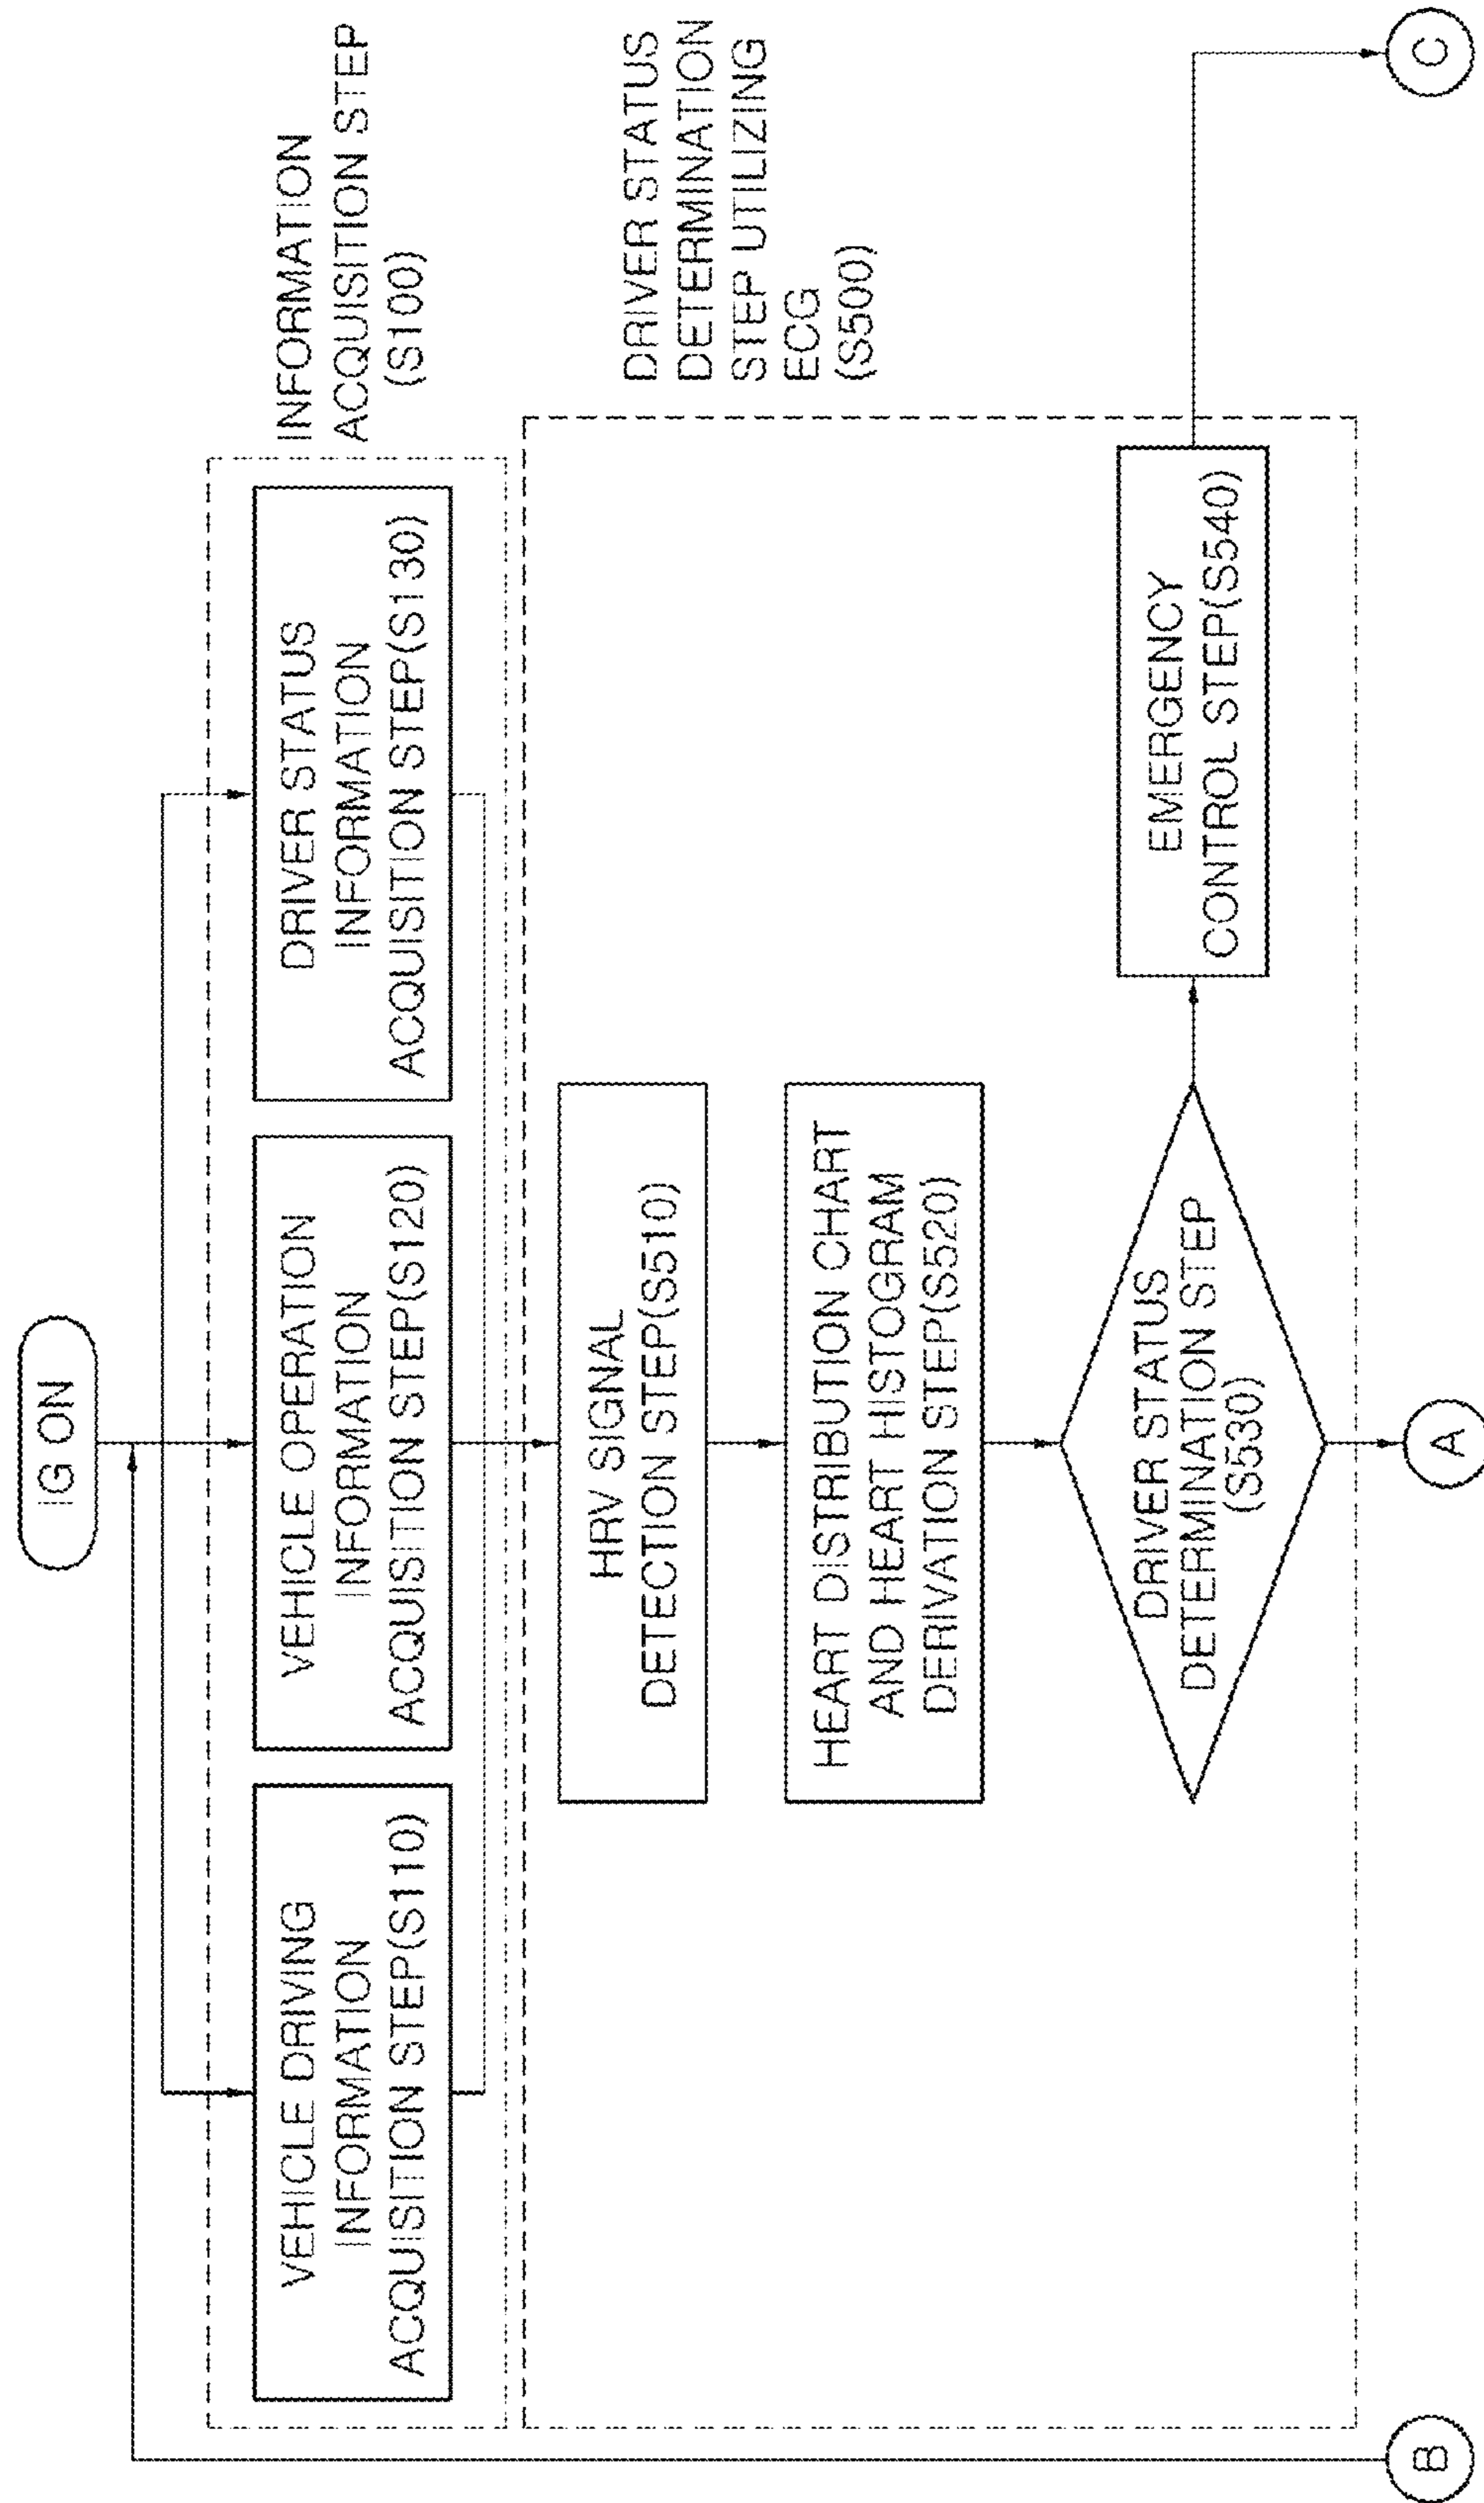 IG ON
INFORMATION
ACQUISITION STEP
(S100)
VEHICLE DRIVING
INFORMATION
ACQUISITION STEP(S110)
VEHICLE OPERATION
INFORMATION
ACQUISITION STEP(S120)
DRIVER STATUS
INFORMATION
ACQUISITION STEP(S130)
DRIVER STATUS
DETERMINATION
STEP UTILIZING
ECG
(S500)
HRV SIGNAL
DETECTION STEP(S510)
HEART DISTRIBUTION CHART
AND HEART HISTOGRAM
DERIVATION STEP(S520)
DRIVER STATUS
DETERMINATION STEP
(S530)
EMERGENCY
CONTROL STEP(S540)
B
A
C